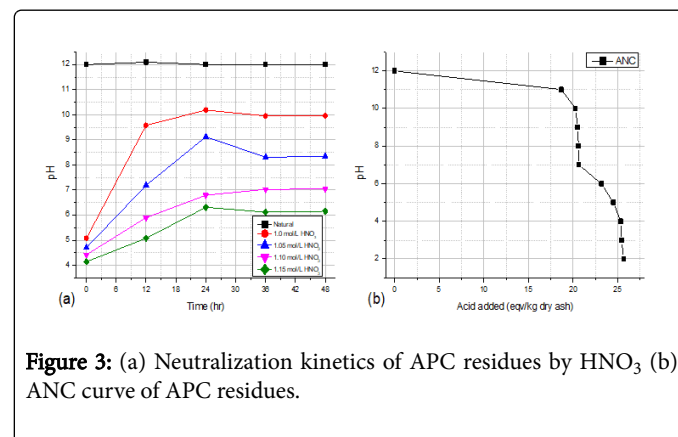 12
11
10
9
8
7
6
5
4
pH
0 6 12 18 24 30 36 42 48
Time (hr)
(a)
Natural
1.0 mol/L HNO3
1.05 mol/L HNO3
1.10 mol/L HNO3
1.15 mol/L HNO3
ANC
12
10
8
6
4
2
pH
0 5 10 15 20 25
Acid added (eqv/kg dry ash)
(b)
Figure 3: (a) Neutralization kinetics of APC residues by HNO₃ (b)
ANC curve of APC residues.